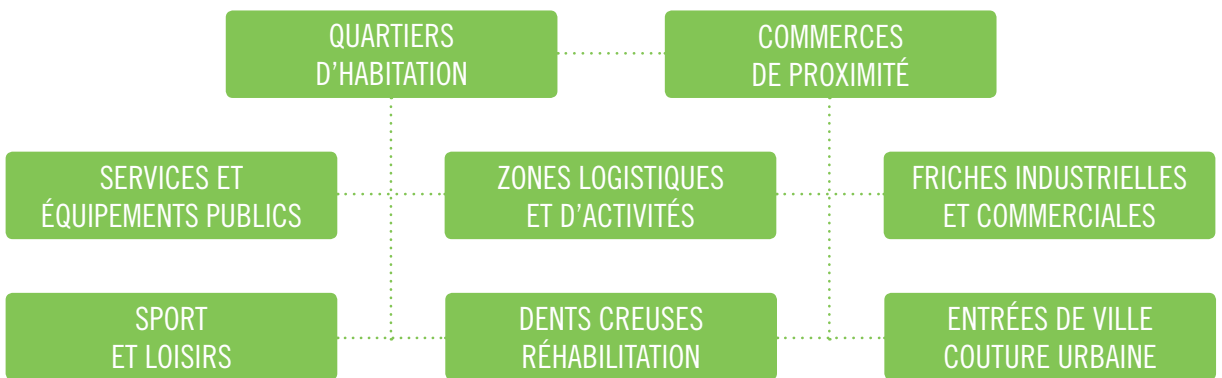 QUARTIERS
D'HABITATION
COMMERCES
DE PROXIMITÉ
SERVICES ET
ÉQUIPEMENTS PUBLICS
ZONES LOGISTIQUES
ET D'ACTIVITÉS
FRICHES INDUSTRIELLES
ET COMMERCIALES
SPORT
ET LOISIRS
DENTS CREUSES
RÉHABILITATION
ENTRÉES DE VILLE
COUTURE URBAINE